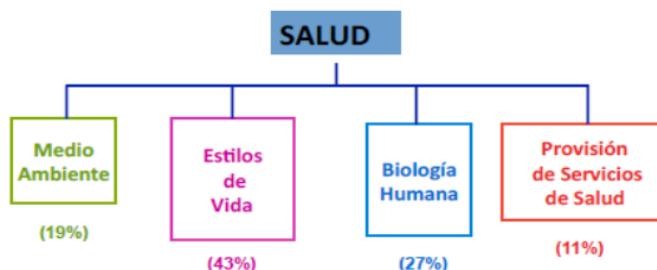 SALUD
Medio
Ambiente
(19%)
Estilos
de
Vida
(43%)
Biología
Humana
(27%)
Provisión
de Servicios
de Salud
(11%)